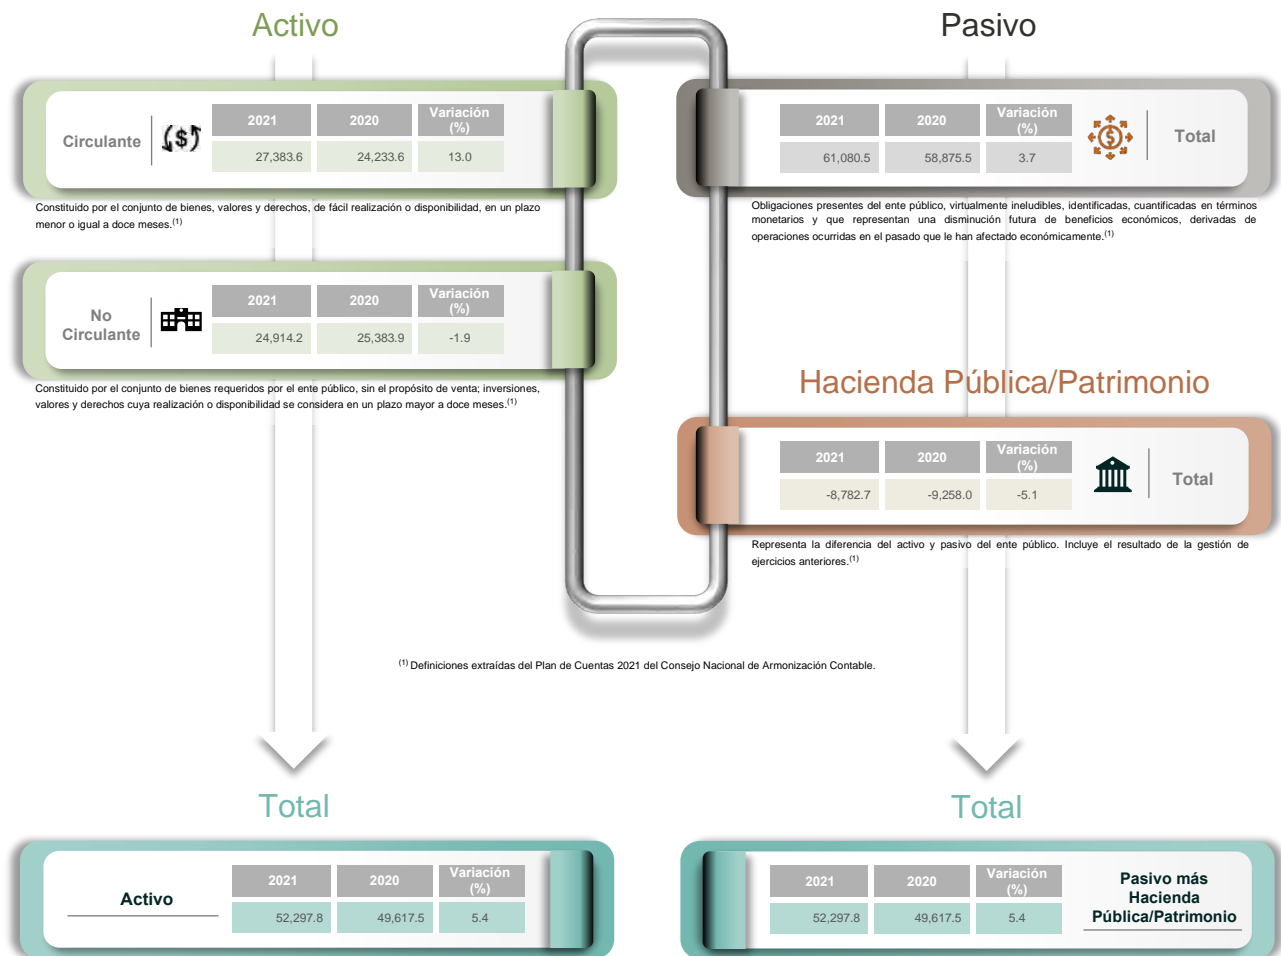 Activo
Circulante
2021 2020 Variación (%)
27,383.6 24,233.6 13.0
Constituido por el conjunto de bienes, valores y derechos, de fácil realización o disponibilidad, en un plazo
menor o igual a doce meses.(1)
No
Circulante
2021 2020 Variación (%)
24,914.2 25,383.9 -1.9
Constituido por el conjunto de bienes requeridos por el ente público, sin el propósito de venta; inversiones,
valores y derechos cuya realización o disponibilidad se considera en un plazo mayor a doce meses.(1)
Pasivo
2021 2020 Variación (%)
61,080.5 58,875.5 3.7
Total
Obligaciones presentes del ente público, virtualmente ineludibles, identificadas, cuantificadas en términos
monetarios y que representan una disminución futura de beneficios económicos, derivadas de
operaciones ocurridas en el pasado que le han afectado económicamente.(1)
Hacienda Pública/Patrimonio
2021 2020 Variación (%)
-8,782.7 -9,258.0 -5.1
Total
Representa la diferencia del activo y pasivo del ente público. Incluye el resultado de la gestión de
ejercicios anteriores.(1)
(1) Definiciones extraídas del Plan de Cuentas 2021 del Consejo Nacional de Armonización Contable.
Total
Activo
2021 2020 Variación (%)
52,297.8 49,617.5 5.4
Total
2021 2020 Variación (%)
52,297.8 49,617.5 5.4
Pasivo más
Hacienda
Pública/Patrimonio